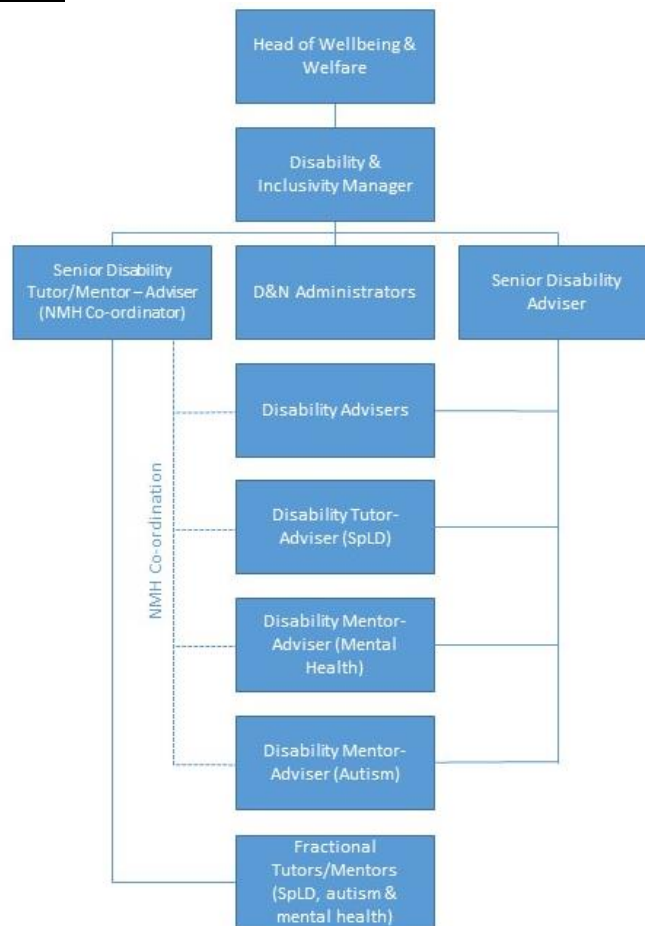 Head of Wellbeing &
Welfare
Disability &
Inclusivity Manager
Senior Disability
Tutor/Mentor – Adviser
(NMH Co-ordinator)
D&N Administrators
Senior Disability
Adviser
Disability Advisers
NMH Co-ordination
Disability Tutor-
Adviser (SpLD)
Disability Mentor-
Adviser (Mental
Health)
Disability Mentor-
Adviser (Autism)
Fractional
Tutors/Mentors
(SpLD, autism &
mental health)